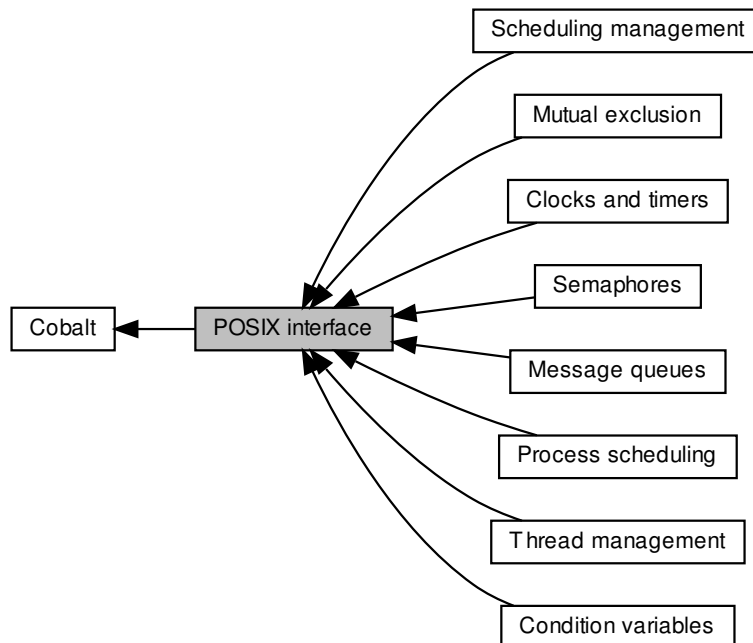 Scheduling management
Mutual exclusion
Clocks and timers
Semaphores
Cobalt
POSIX interface
Message queues
Process scheduling
Thread management
Condition variables